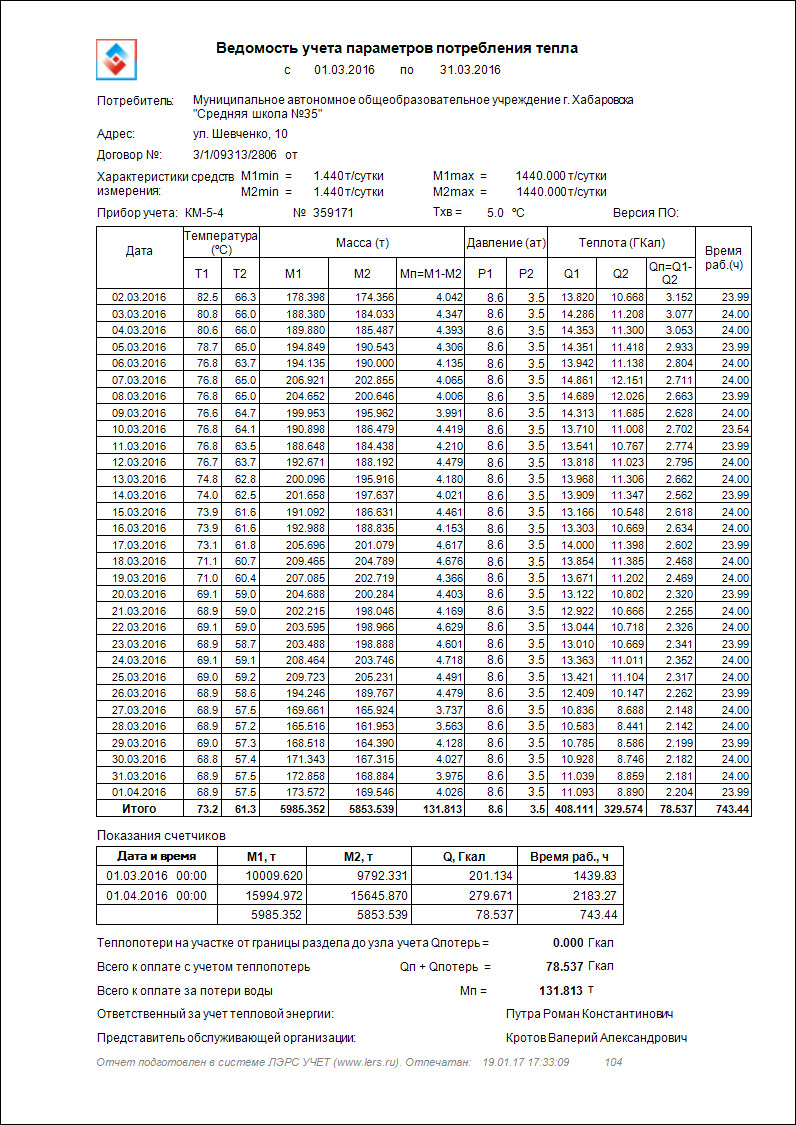 Ведомость учета параметров потребления тепла
с 01.03.2016 по 31.03.2016
Потребитель: Муниципальное автономное общеобразовательное учреждение г. Хабаровска
"Средняя школа №35"
Адрес: ул. Шевченко, 10
Договор №: 3/1/09313/2806 от
Характеристики средств измерения: M1min = 1.440 т/сутки M1max = 1440.000 т/сутки
M2min = 1.440 т/сутки M2max = 1440.000 т/сутки
Прибор учета: КМ-5-4 № 359171 Тхв = 5.0 ºС Версия ПО:
Дата Температура (ºС) Масса (т) Давление (ат) Теплота (ГКал) Время раб.(ч)
T1 T2 М1 М2 Мп=М1-М2 P1 P2 Q1 Q2 Qп=Q1-Q2
02.03.2016 82.5 66.3 178.398 174.356 4.042 8.6 3.5 13.820 10.668 3.152 23.99
03.03.2016 80.8 66.0 188.380 184.033 4.347 8.6 3.5 14.286 11.208 3.077 24.00
04.03.2016 80.6 66.0 189.880 185.487 4.393 8.6 3.5 14.353 11.300 3.053 24.00
05.03.2016 78.7 65.0 194.849 190.543 4.306 8.6 3.5 14.351 11.418 2.933 23.99
06.03.2016 76.8 63.7 194.135 190.000 4.135 8.6 3.5 13.942 11.138 2.804 24.00
07.03.2016 76.8 65.0 206.921 202.855 4.065 8.6 3.5 14.861 12.151 2.711 24.00
08.03.2016 76.8 65.0 204.652 200.646 4.006 8.6 3.5 14.689 12.026 2.663 23.99
09.03.2016 76.6 64.7 199.953 195.962 3.991 8.6 3.5 14.313 11.685 2.628 24.00
10.03.2016 76.8 64.1 190.898 186.479 4.419 8.6 3.5 13.710 11.008 2.702 23.54
11.03.2016 76.8 63.5 188.648 184.438 4.210 8.6 3.5 13.541 10.767 2.774 23.99
12.03.2016 76.7 63.7 192.671 188.192 4.479 8.6 3.5 13.818 11.023 2.795 24.00
13.03.2016 74.8 62.8 200.096 195.916 4.180 8.6 3.5 13.968 11.306 2.662 24.00
14.03.2016 74.0 62.5 201.658 197.637 4.021 8.6 3.5 13.909 11.347 2.562 23.99
15.03.2016 73.9 61.6 191.092 186.631 4.461 8.6 3.5 13.166 10.548 2.618 24.00
16.03.2016 73.9 61.6 192.988 188.835 4.153 8.6 3.5 13.303 10.669 2.634 24.00
17.03.2016 73.1 61.8 205.696 201.079 4.617 8.6 3.5 14.000 11.398 2.602 23.99
18.03.2016 71.1 60.7 209.465 204.789 4.676 8.6 3.5 13.854 11.385 2.468 24.00
19.03.2016 71.0 60.4 207.085 202.719 4.366 8.6 3.5 13.671 11.202 2.469 24.00
20.03.2016 69.1 59.0 204.688 200.284 4.403 8.6 3.5 13.122 10.802 2.320 23.99
21.03.2016 68.9 59.0 202.215 198.046 4.169 8.6 3.5 12.922 10.666 2.255 24.00
22.03.2016 69.1 59.0 203.595 198.966 4.629 8.6 3.5 13.044 10.718 2.326 24.00
23.03.2016 68.9 58.7 203.488 198.888 4.601 8.6 3.5 13.010 10.669 2.341 23.99
24.03.2016 69.1 59.1 208.464 203.746 4.718 8.6 3.5 13.363 11.011 2.352 24.00
25.03.2016 69.0 59.2 209.723 205.231 4.491 8.6 3.5 13.421 11.104 2.317 24.00
26.03.2016 68.9 58.6 194.246 189.767 4.479 8.6 3.5 12.409 10.147 2.262 23.99
27.03.2016 68.9 57.5 169.661 165.924 3.737 8.6 3.5 10.836 8.688 2.148 24.00
28.03.2016 68.9 57.2 165.516 161.953 3.563 8.6 3.5 10.583 8.441 2.142 24.00
29.03.2016 69.0 57.3 168.518 164.390 4.128 8.6 3.5 10.785 8.586 2.199 23.99
30.03.2016 68.8 57.4 171.343 167.315 4.027 8.6 3.5 10.928 8.746 2.182 24.00
31.03.2016 68.9 57.5 172.858 168.884 3.975 8.6 3.5 11.039 8.859 2.181 24.00
01.04.2016 68.9 57.5 173.572 169.546 4.026 8.6 3.5 11.093 8.890 2.204 23.99
Итого 73.2 61.3 5985.352 5853.539 131.813 8.6 3.5 408.111 329.574 78.537 743.44
Показания счетчиков
Дата и время М1, т М2, т Q, Гкал Время раб., ч
01.03.2016 00:00 10009.620 9792.331 201.134 1439.83
01.04.2016 00:00 15994.972 15645.870 279.671 2183.27
5985.352 5853.539 78.537 743.44
Теплопотери на участке от границы раздела до узла учета Qпотерь = 0.000 Гкал
Всего к оплате с учетом теплопотерь Qп + Qпотерь = 78.537 Гкал
Всего к оплате за потери воды Мп = 131.813 т
Ответственный за учет тепловой энергии: Путра Роман Константинович
Представитель обслуживающей организации: Кротов Валерий Александрович
Отчет подготовлен в системе ЛЭРС УЧЕТ (www.lers.ru). Отпечатан: 19.01.17 17:33:09 104